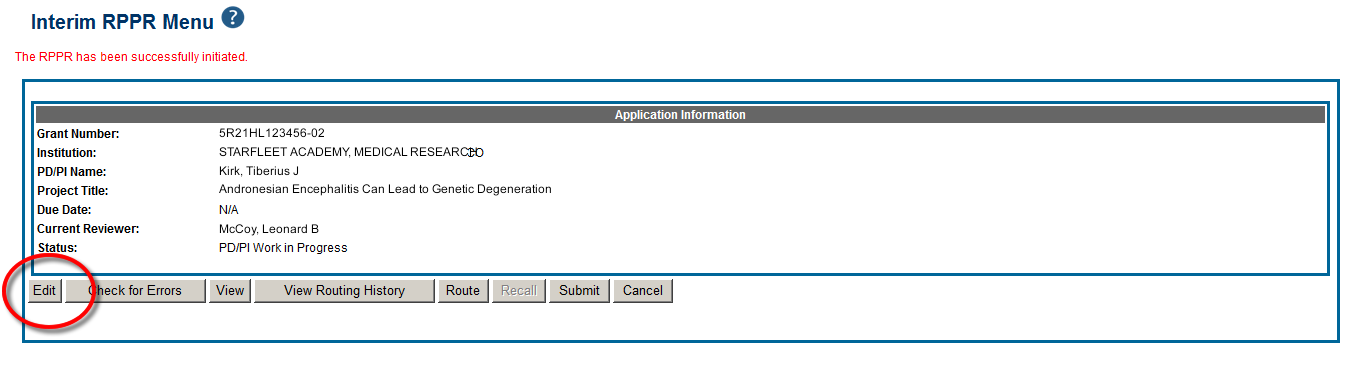 Interim RPPR Menu ?
The RPPR has been successfully initiated.
Application Information
Grant Number: 5R21HL123456-02
Institution: STARFLEET ACADEMY, MEDICAL RESEARCH
PD/PI Name: Kirk, Tiberius J
Project Title: Andronesian Encephalitis Can Lead to Genetic Degeneration
Due Date: N/A
Current Reviewer: McCoy, Leonard B
Status: PD/PI Work in Progress
Edit Check for Errors View View Routing History Route Recall Submit Cancel